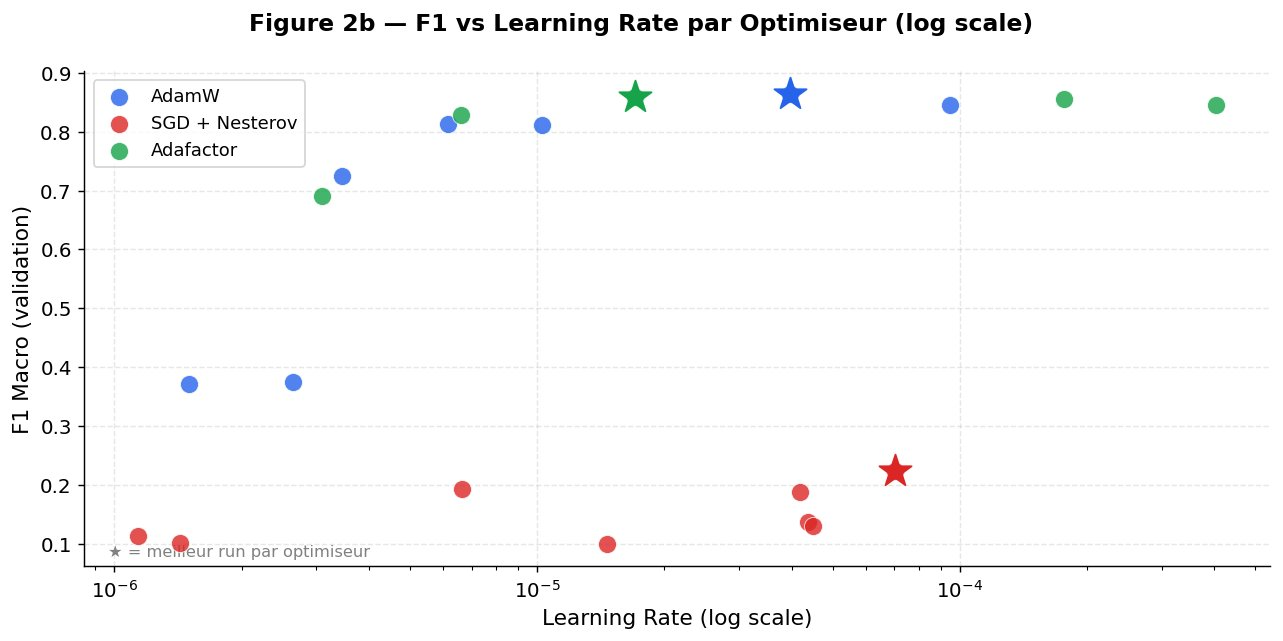 Figure 2b — F1 vs Learning Rate par Optimiseur (log scale)
AdamW
SGD + Nesterov
Adafactor
F1 Macro (validation)
0.9
0.8
0.7
0.6
0.5
0.4
0.3
0.2
0.1
★ = meilleur run par optimiseur
10⁻⁶
10⁻⁵
10⁻⁴
Learning Rate (log scale)